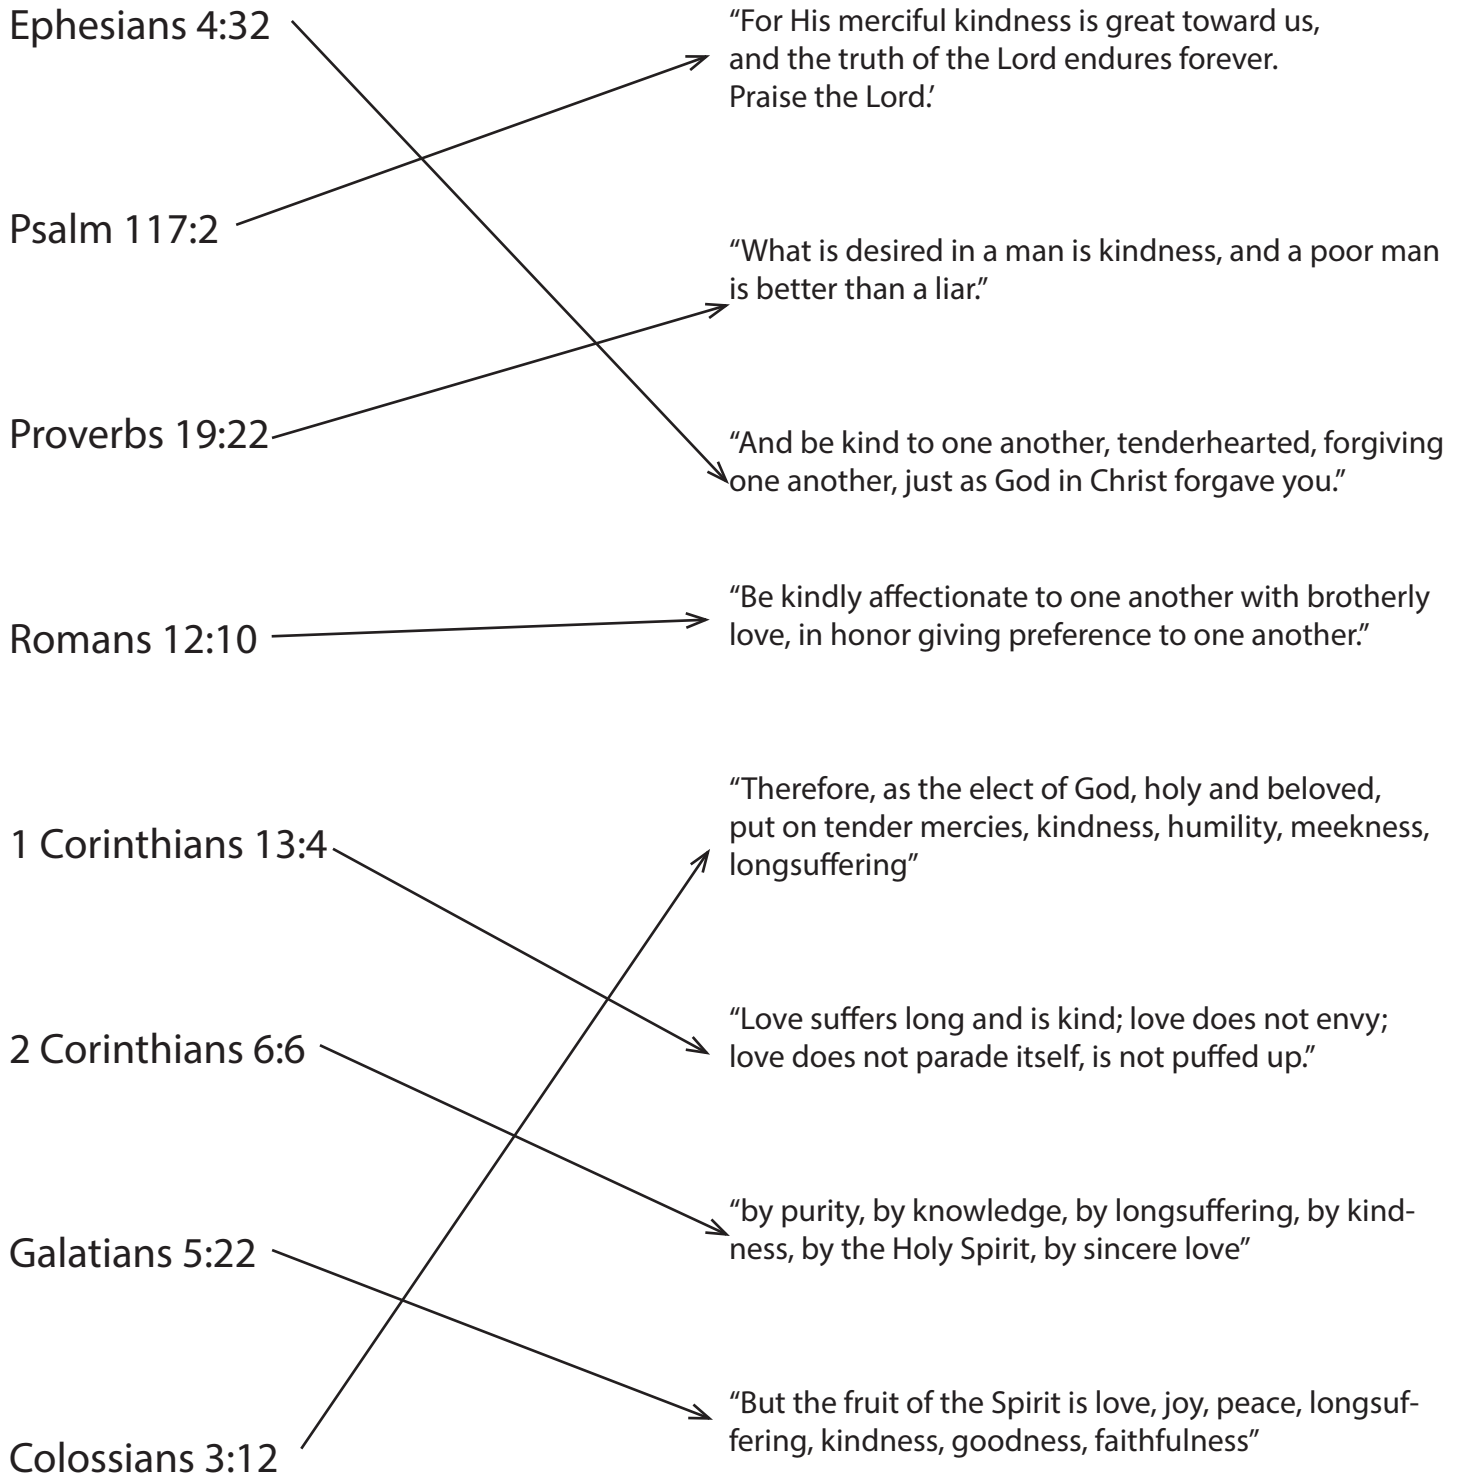 Ephesians 4:32
Psalm 117:2
Proverbs 19:22
Romans 12:10
1 Corinthians 13:4
2 Corinthians 6:6
Galatians 5:22
Colossians 3:12
“For His merciful kindness is great toward us,
and the truth of the Lord endures forever.
Praise the Lord.’
“What is desired in a man is kindness, and a poor man
is better than a liar.”
“And be kind to one another, tenderhearted, forgiving
one another, just as God in Christ forgave you.”
“Be kindly affectionate to one another with brotherly
love, in honor giving preference to one another.”
“Therefore, as the elect of God, holy and beloved,
put on tender mercies, kindness, humility, meekness,
longsuffering”
“Love suffers long and is kind; love does not envy;
love does not parade itself, is not puffed up.”
“by purity, by knowledge, by longsuffering, by kind-
ness, by the Holy Spirit, by sincere love”
“But the fruit of the Spirit is love, joy, peace, longsuf-
fering, kindness, goodness, faithfulness”